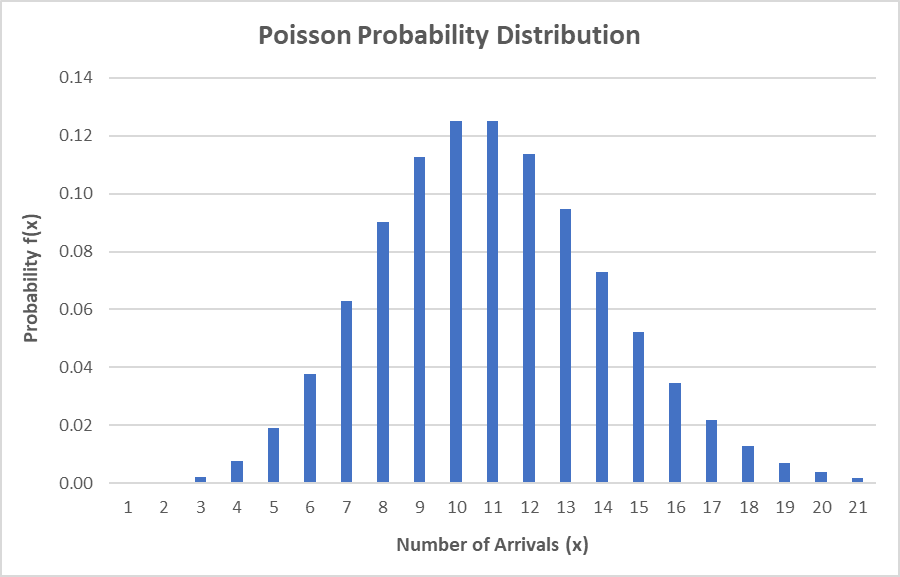 Poisson Probability Distribution
0.14
0.12
0.10
0.08
0.06
0.04
0.02
0.00
Probability f(x)
1 2 3 4 5 6 7 8 9 10 11 12 13 14 15 16 17 18 19 20 21
Number of Arrivals (x)